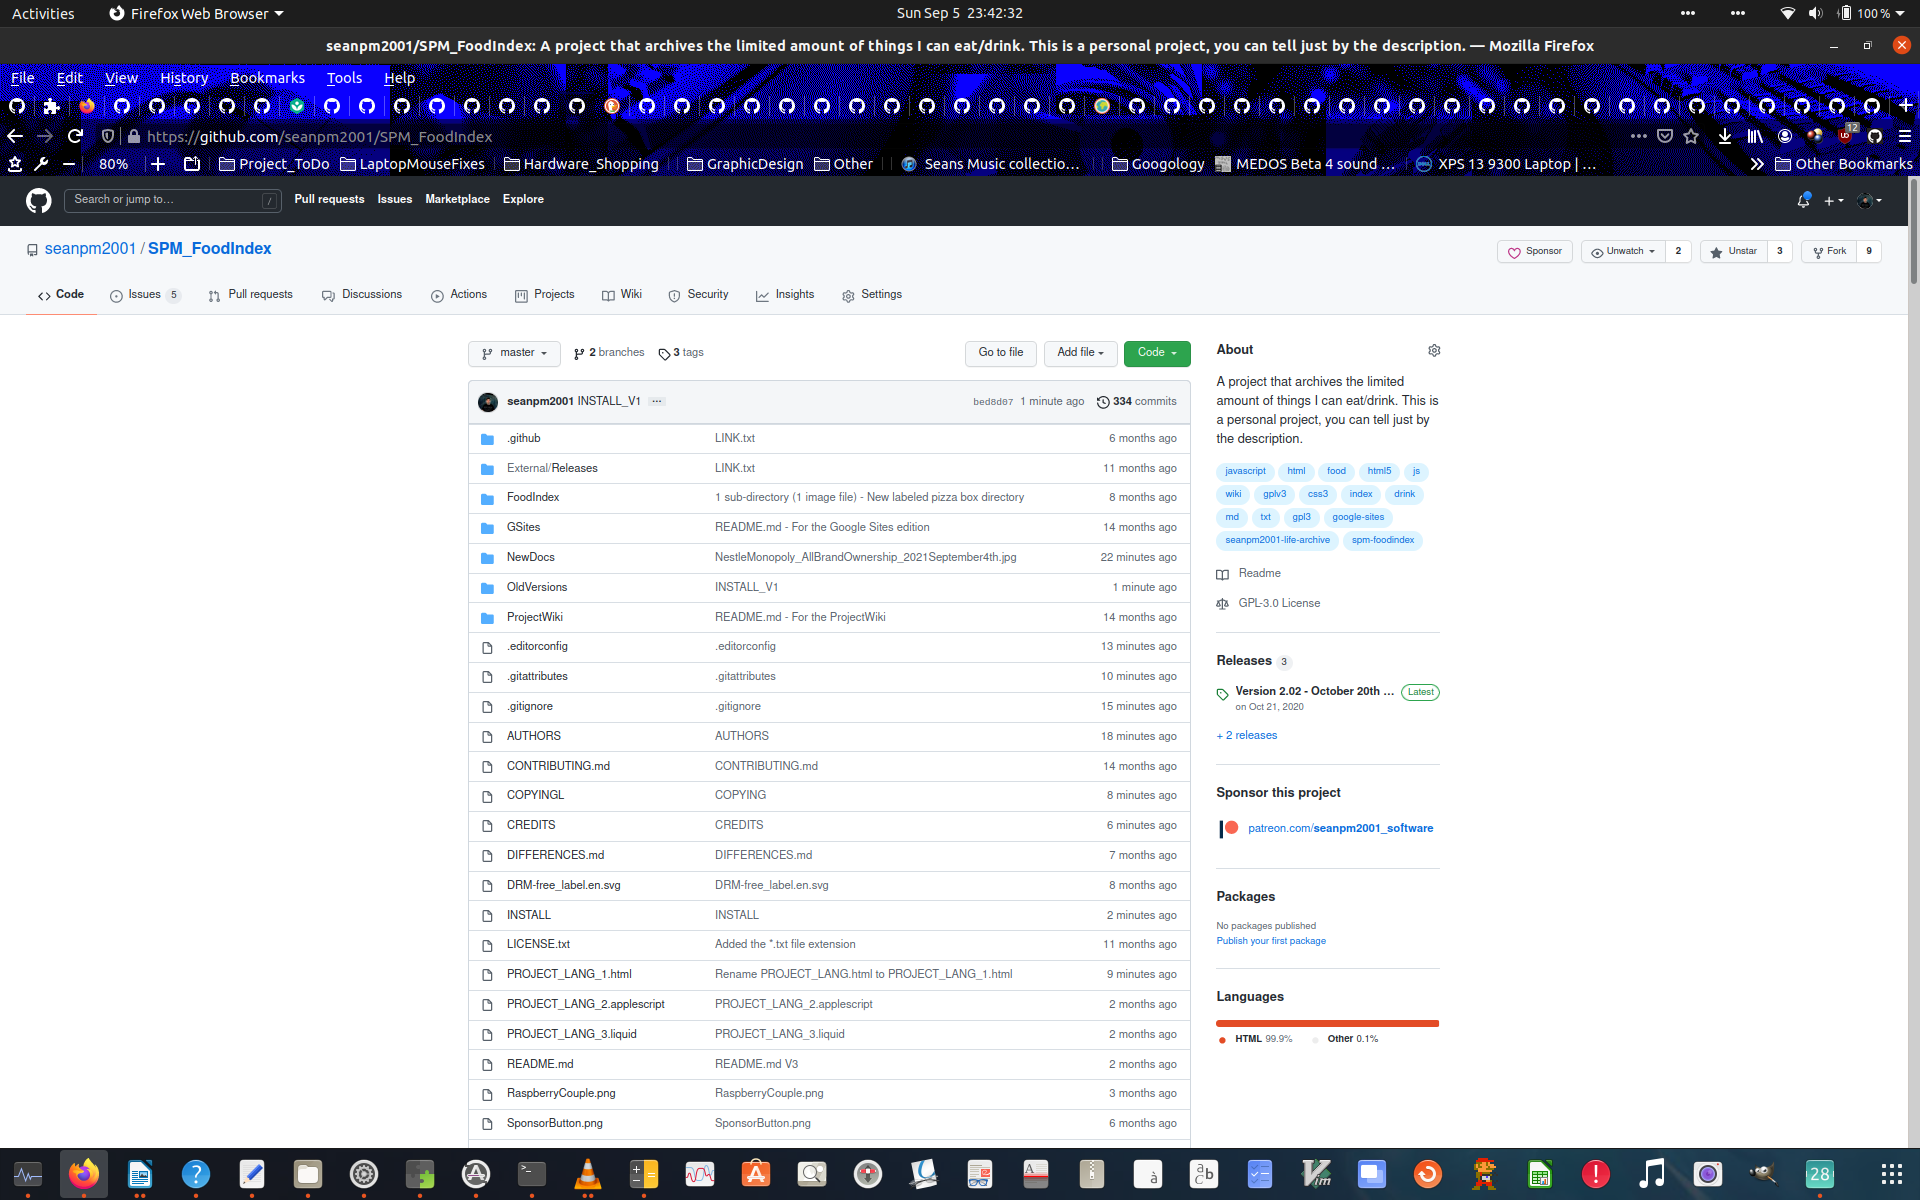 Activities Firefox Web Browser Sun Sep 5 23:42:32 100 %
seanpm2001/SPM_FoodIndex: A project that archives the limited amount of things I can eat/drink. This is a personal project, you can tell just by the description. — Mozilla Firefox
File Edit View History Bookmarks Tools Help
https://github.com/seanpm2001/SPM_FoodIndex 12
80% Project_ToDo LaptopMouseFixes Hardware_Shopping GraphicDesign Other Seans Music collectio… Googology MEDOS Beta 4 sound … XPS 13 9300 Laptop | … Other Bookmarks
Search or jump to… / Pull requests Issues Marketplace Explore
seanpm2001 / SPM_FoodIndex Sponsor Unwatch 2 Unstar 3 Fork 9
Code Issues 5 Pull requests Discussions Actions Projects Wiki Security Insights Settings
master 2 branches 3 tags Go to file Add file Code
seanpm2001 INSTALL_V1 ··· bed8d07 1 minute ago 334 commits
.github LINK.txt 6 months ago
External/Releases LINK.txt 11 months ago
FoodIndex 1 sub-directory (1 image file) - New labeled pizza box directory 8 months ago
GSites README.md - For the Google Sites edition 14 months ago
NewDocs NestleMonopoly_AllBrandOwnership_2021September4th.jpg 22 minutes ago
OldVersions INSTALL_V1 1 minute ago
ProjectWiki README.md - For the ProjectWiki 14 months ago
.editorconfig .editorconfig 13 minutes ago
.gitattributes .gitattributes 10 minutes ago
.gitignore .gitignore 15 minutes ago
AUTHORS AUTHORS 18 minutes ago
CONTRIBUTING.md CONTRIBUTING.md 14 months ago
COPYINGL COPYING 8 minutes ago
CREDITS CREDITS 6 minutes ago
DIFFERENCES.md DIFFERENCES.md 7 months ago
DRM-free_label.en.svg DRM-free_label.en.svg 8 months ago
INSTALL INSTALL 2 minutes ago
LICENSE.txt Added the *.txt file extension 11 months ago
PROJECT_LANG_1.html Rename PROJECT_LANG.html to PROJECT_LANG_1.html 9 minutes ago
PROJECT_LANG_2.applescript PROJECT_LANG_2.applescript 2 months ago
PROJECT_LANG_3.liquid PROJECT_LANG_3.liquid 2 months ago
README.md README.md V3 2 months ago
RaspberryCouple.png RaspberryCouple.png 3 months ago
SponsorButton.png SponsorButton.png 6 months ago
About
A project that archives the limited
amount of things I can eat/drink. This is
a personal project, you can tell just by
the description.
javascript html food html5 js
wiki gplv3 css3 index drink
md txt gpl3 google-sites
seanpm2001-life-archive spm-foodindex
Readme
GPL-3.0 License
Releases 3
Version 2.02 - October 20th … Latest
on Oct 21, 2020
+ 2 releases
Sponsor this project
patreon.com/seanpm2001_software
Packages
No packages published
Publish your first package
Languages
HTML 99.9% Other 0.1%
28